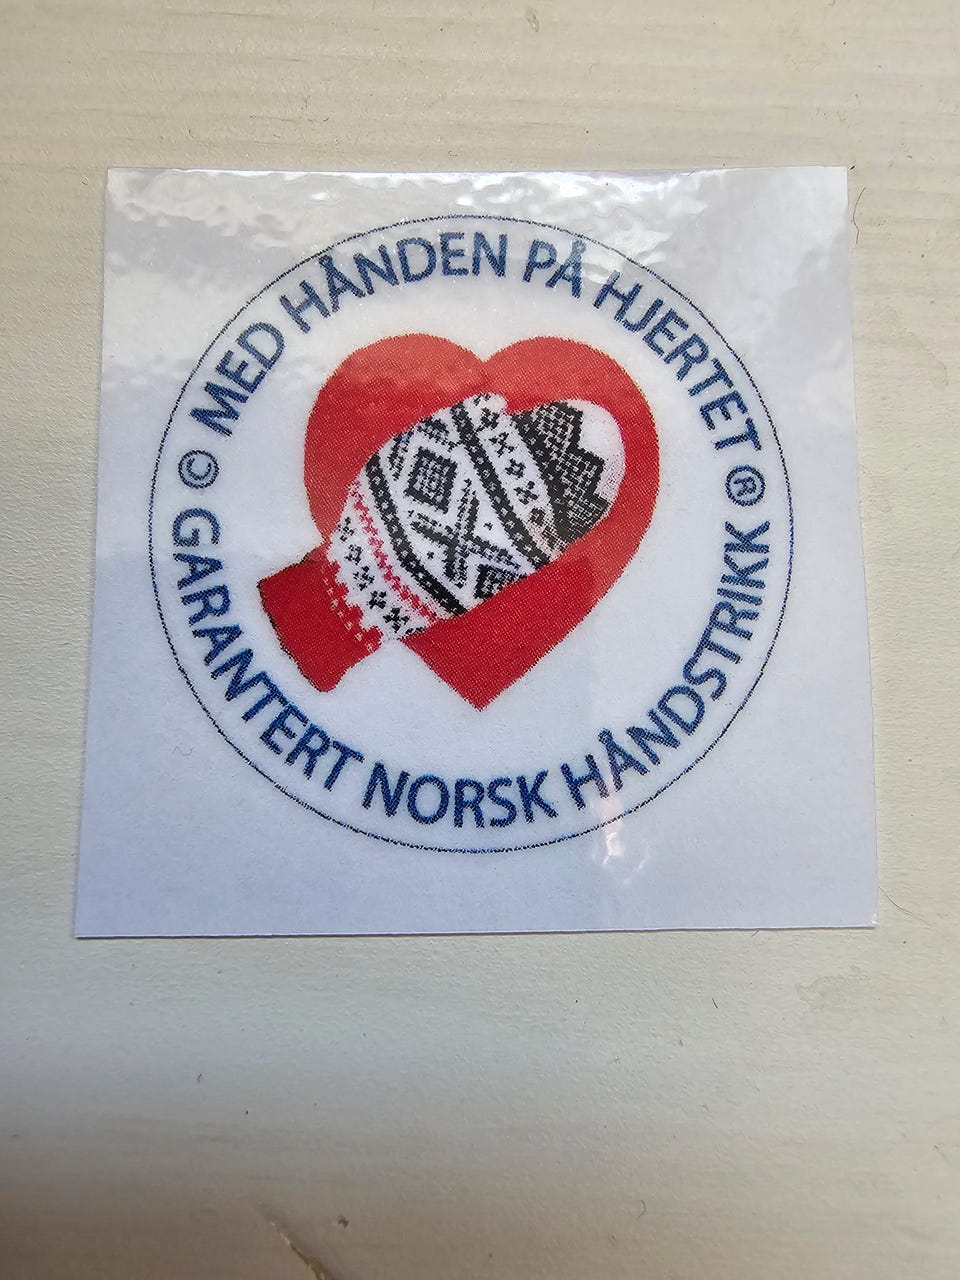 © MED HÅNDEN PÅ HJERTET ®
GARANTERT NORSK HÅNDSTRIKK